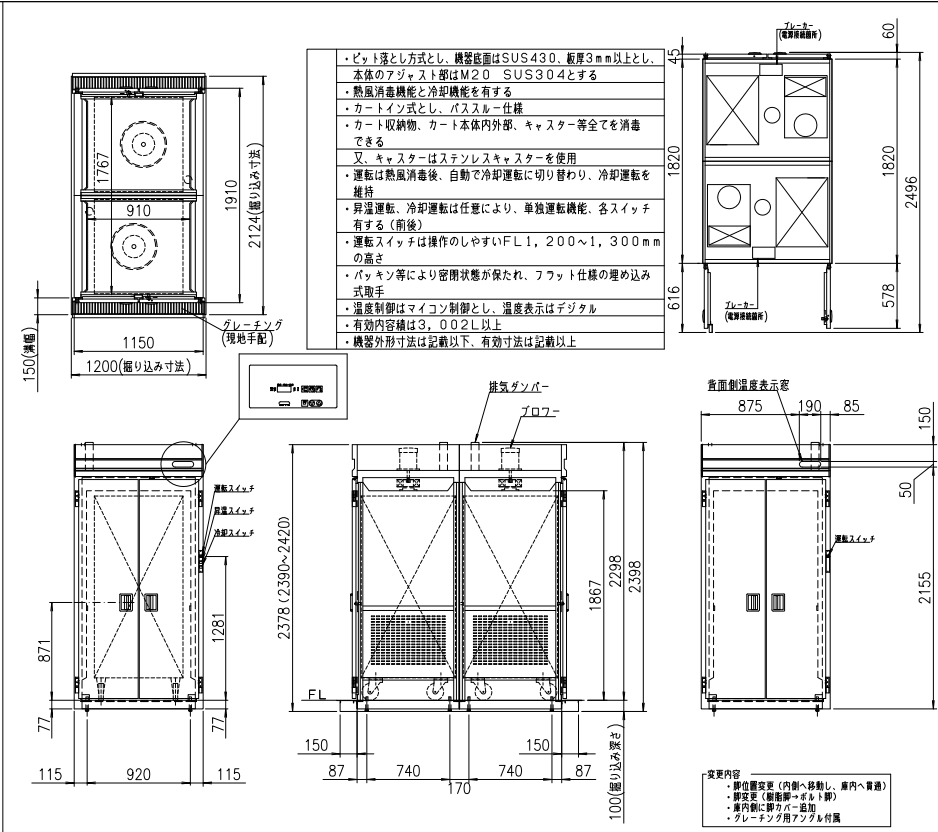 ・ピット落とし方式とし、機器底面はSUS430、板厚3mm以上とし、
本体のアジャスト部はM20 SUS304とする
・熱風消毒機能と冷却機能を有する
・カートイン式とし、パススルー仕様
・カート収納物、カート本体内外部、キャスター等全てを消毒
できる
又、キャスターはステンレスキャスターを使用
・運転は熱風消毒後、自動で冷却運転に切り替わり、冷却運転を
維持
・昇温運転、冷却運転は任意により、単独運転機能、各スイッチ
有する(前後)
・運転スイッチは操作のしやすいFL1,200~1,300mm
の高さ
・パッキン等により密閉状態が保たれ、フラット仕様の埋め込み
式取手
・温度制御はマイコン制御とし、温度表示はデジタル
・有効内容積は3,002L以上
・機器外形寸法は記載以下、有効寸法は記載以上
1767
910
1910
2124(掘り込み寸法)
グレーチング
(現地手配)
150(溝幅)
1150
1200(掘り込み寸法)
ブレーカー
(電源接続箇所)
60
45
1820
1820
2496
616
578
ブレーカー
(電源接続箇所)
運転スイッチ
昇温スイッチ
冷却スイッチ
871
1281
77
77
115
920
115
排気ダンパー
ブロワー
2378(2390~2420)
1867
2298
2398
FL
150
150
87
740
170
740
87
100(掘り込み深さ)
背面側温度表示窓
875
190
85
150
50
運転スイッチ
2155
変更内容
・脚位置変更(内側へ移動し、庫内へ貫通)
・脚変更(樹脂脚→ボルト脚)
・庫内側に脚カバー追加
・グレーチング用アングル付属